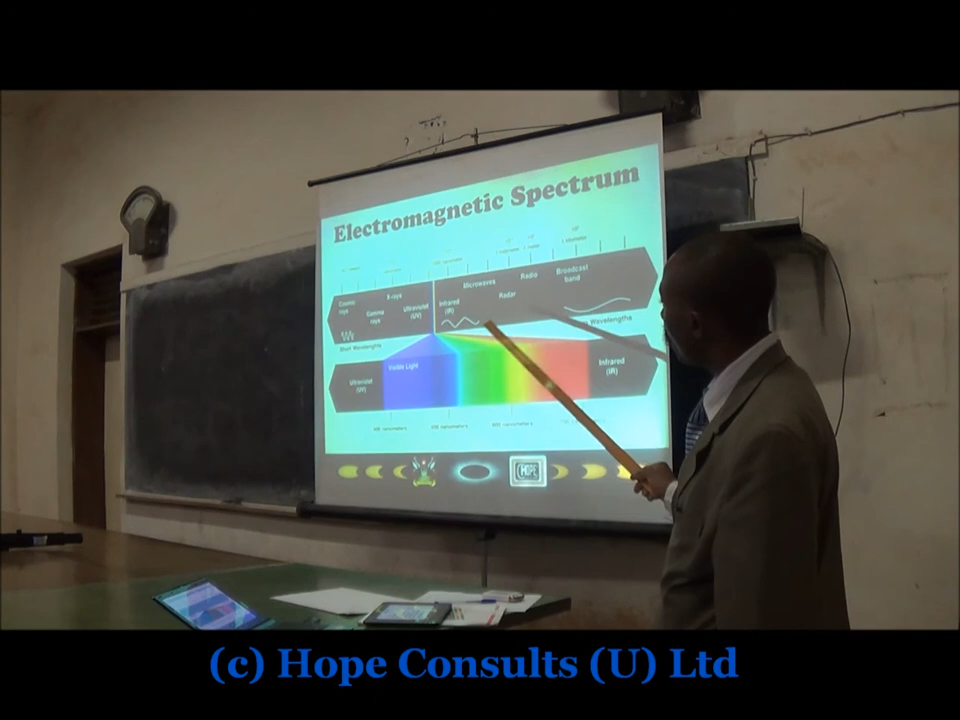 Electromagnetic Spectrum
Cosmic rays
Gamma rays
X-rays
Ultraviolet (UV)
Infrared (IR)
Microwaves
Radar
Radio
Broadcast band
Short Wavelengths
Wavelengths
Ultraviolet (UV)
Visible Light
Infrared (IR)
HOPE
(c) Hope Consults (U) Ltd